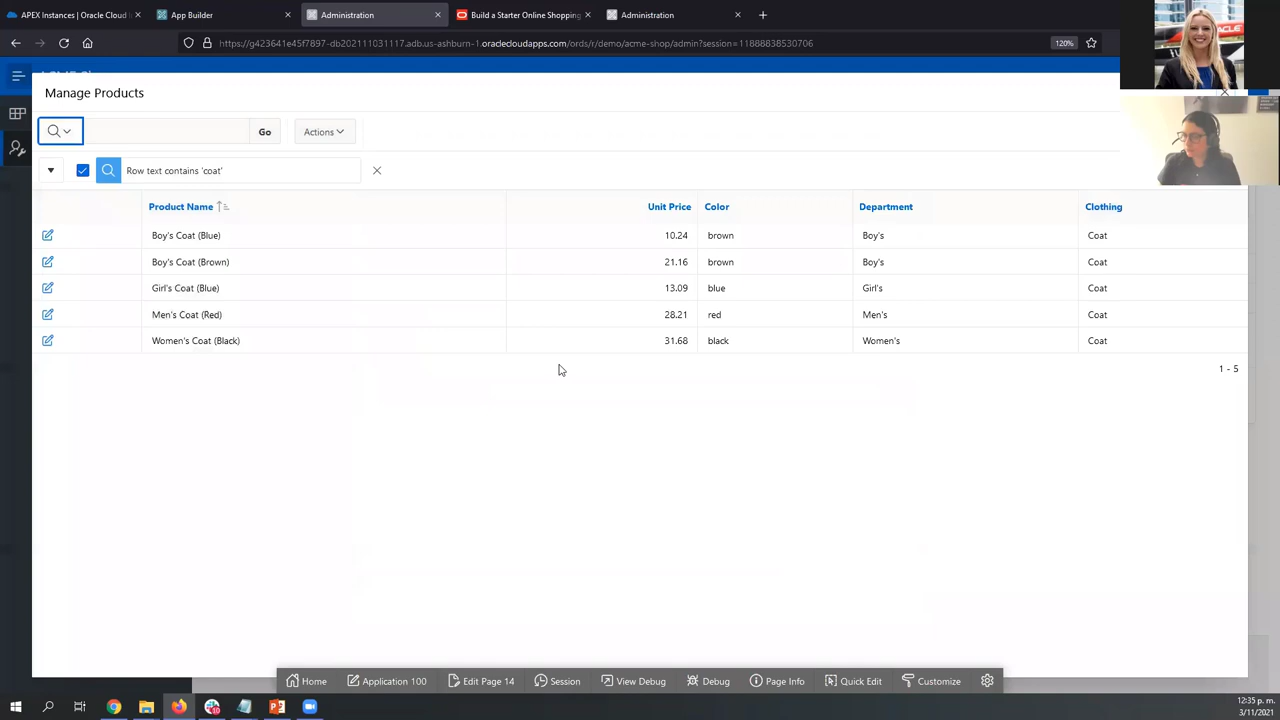 APEX Instances | Oracle Cloud In
App Builder
Administration
Build a Starter Online Shopping
Administration
https://g423641e45f7897-db202111031117.adb.us-ashburn-1.oraclecloudapps.com/ords/r/demo/acme-shop/admin?session=11888838530706
120%
ORACLE
Manage Products
Go
Actions
Row text contains 'coat'
Product Name Unit Price Color Department Clothing
Boy's Coat (Blue) 10.24 brown Boy's Coat
Boy's Coat (Brown) 21.16 brown Boy's Coat
Girl's Coat (Blue) 13.09 blue Girl's Coat
Men's Coat (Red) 28.21 red Men's Coat
Women's Coat (Black) 31.68 black Women's Coat
1 - 5
Home Application 100 Edit Page 14 Session View Debug Debug Page Info Quick Edit Customize
12:35 p. m.
3/11/2021